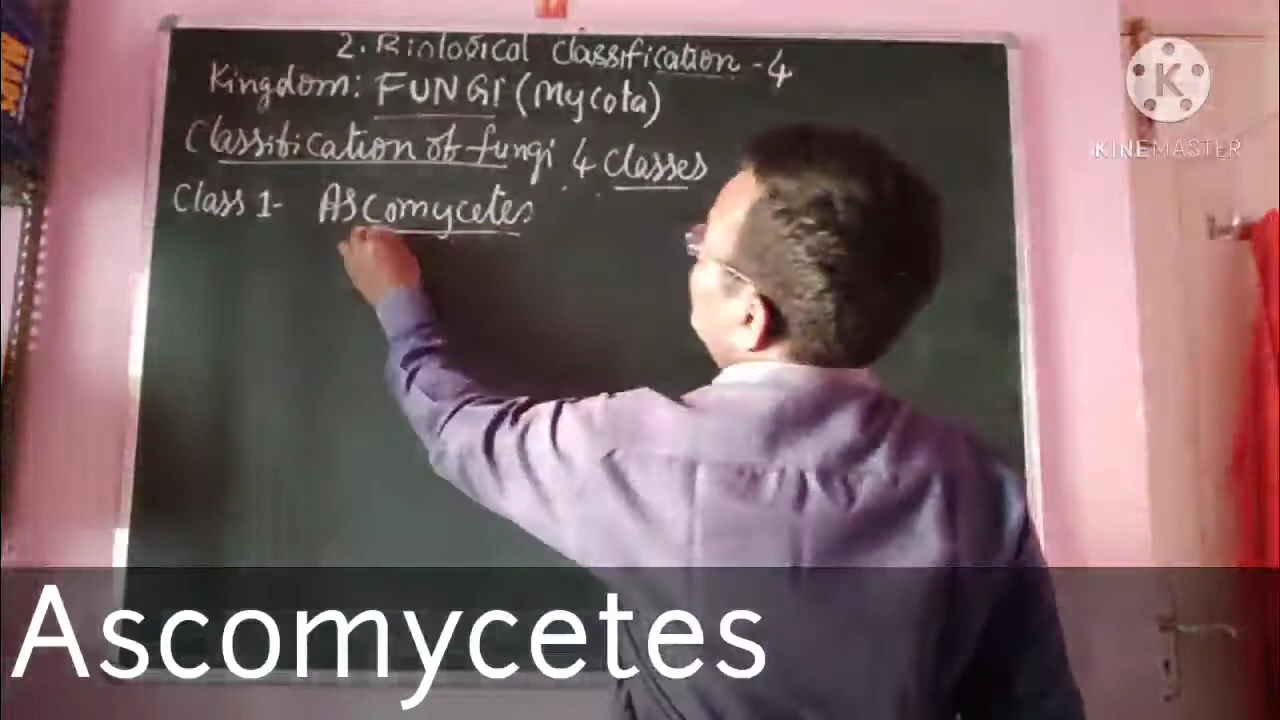 2. Biological classification - 4
Kingdom: FUNGI (Mycota)
Classification of fungi 4 classes
Class 1- Ascomycetes
K
KINEMASTER
Ascomycetes